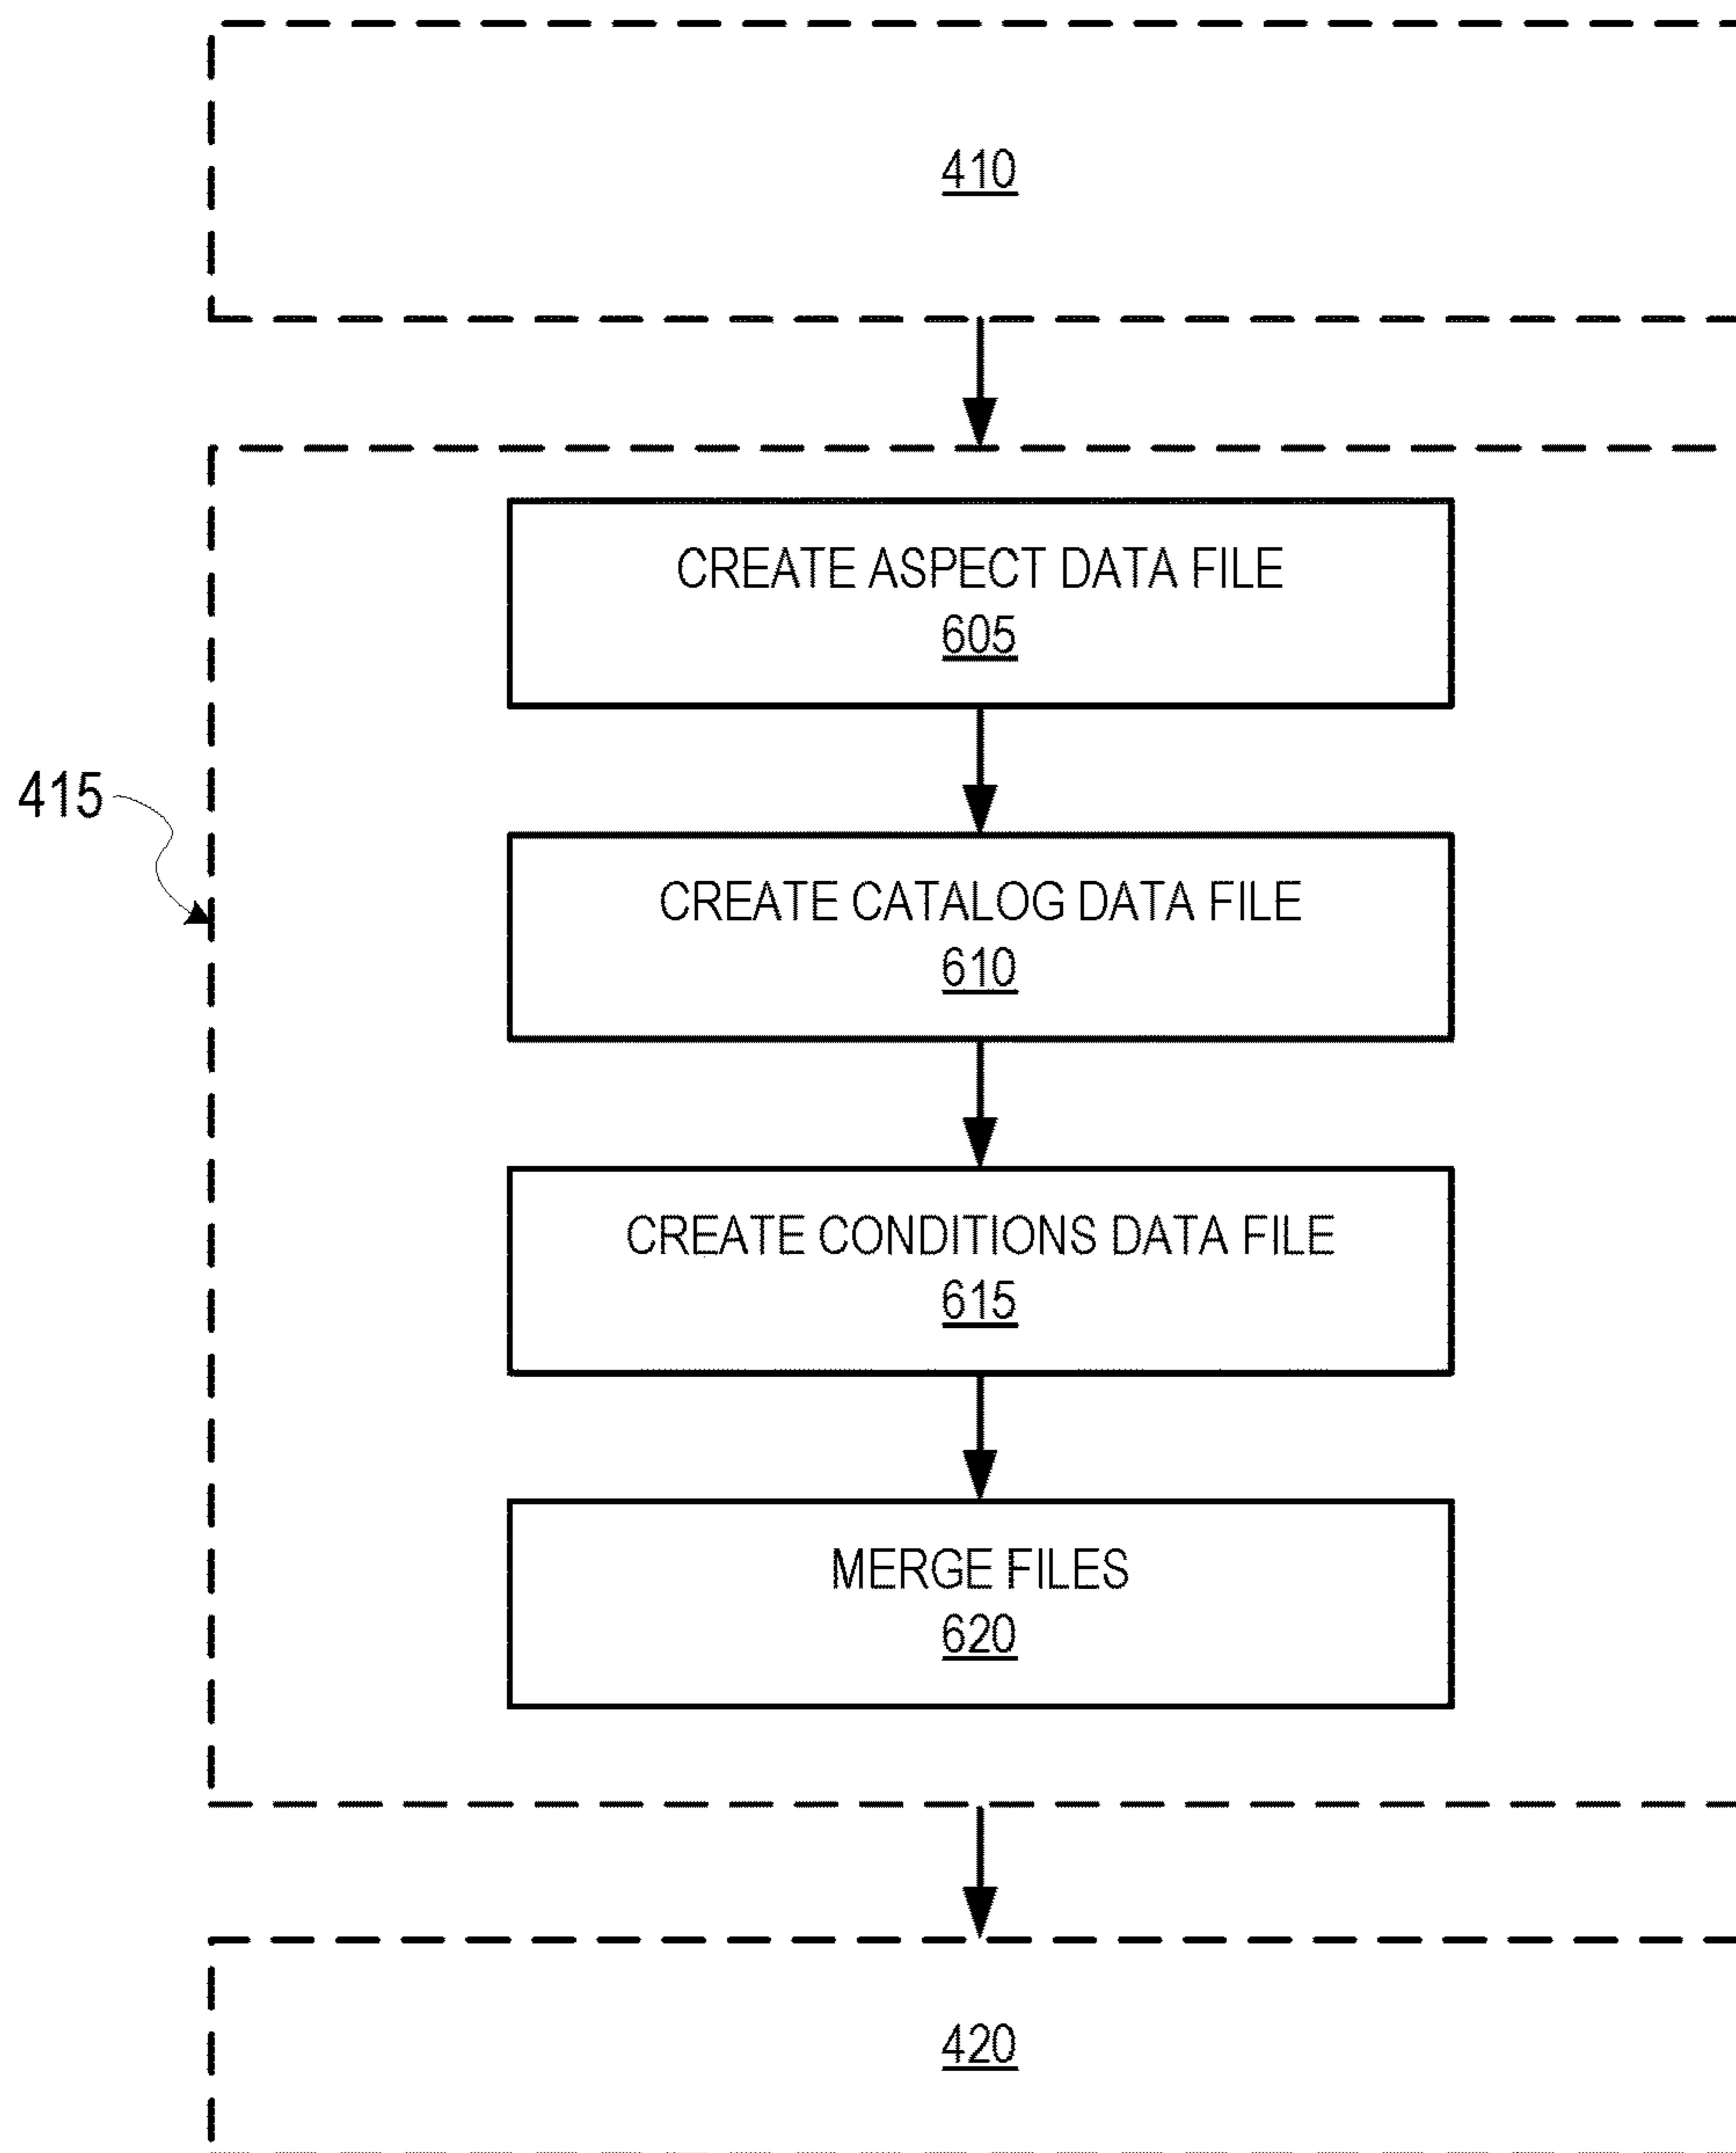 410
CREATE ASPECT DATA FILE
605
415
CREATE CATALOG DATA FILE
610
CREATE CONDITIONS DATA FILE
615
MERGE FILES
620
420